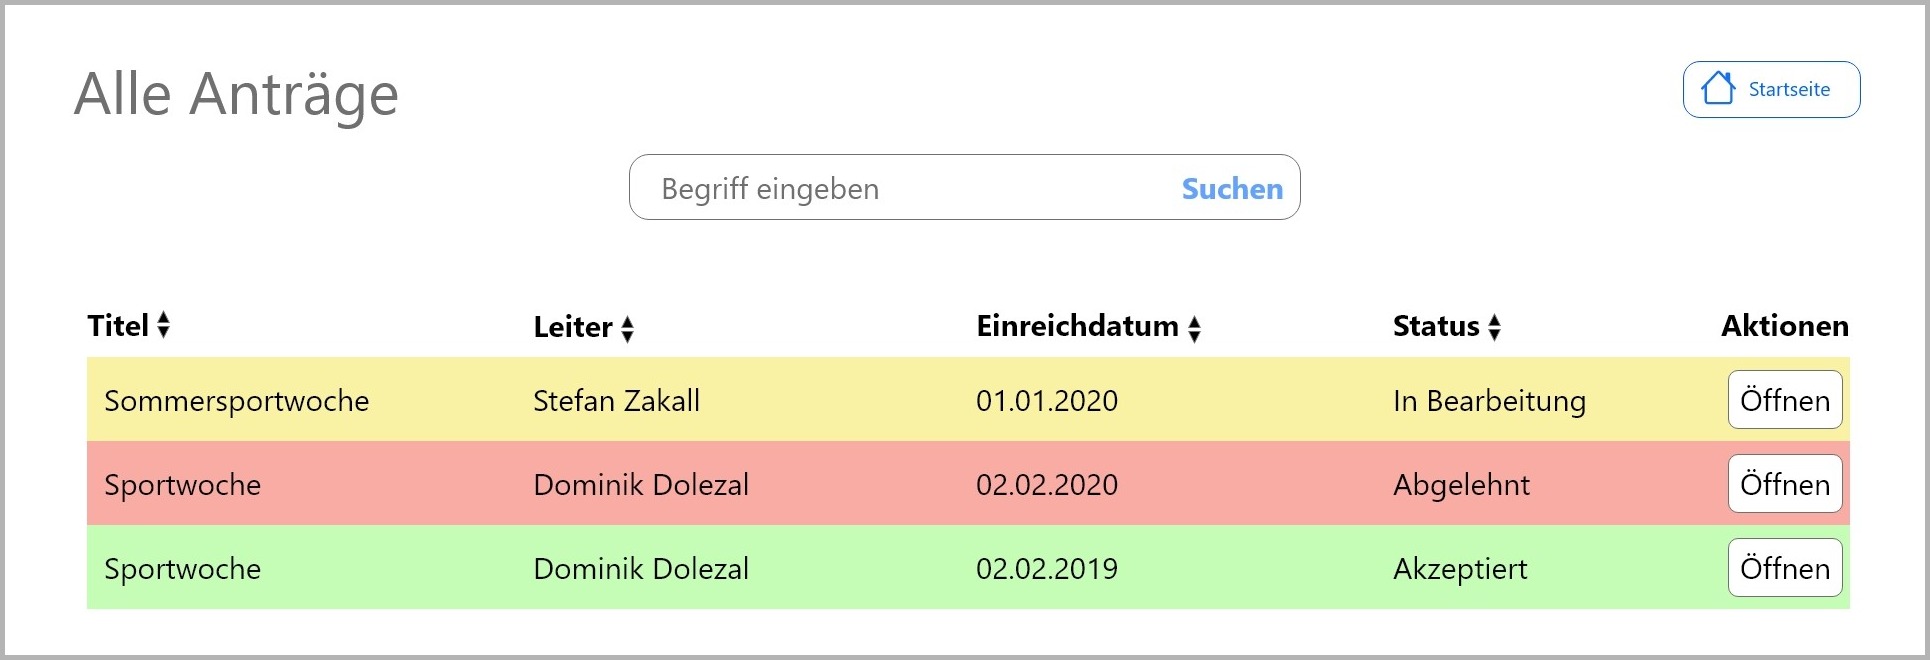 Alle Anträge
Startseite
Begriff eingeben Suchen
Titel Leiter Einreichdatum Status Aktionen
Sommersportwoche Stefan Zakall 01.01.2020 In Bearbeitung Öffnen
Sportwoche Dominik Dolezal 02.02.2020 Abgelehnt Öffnen
Sportwoche Dominik Dolezal 02.02.2019 Akzeptiert Öffnen